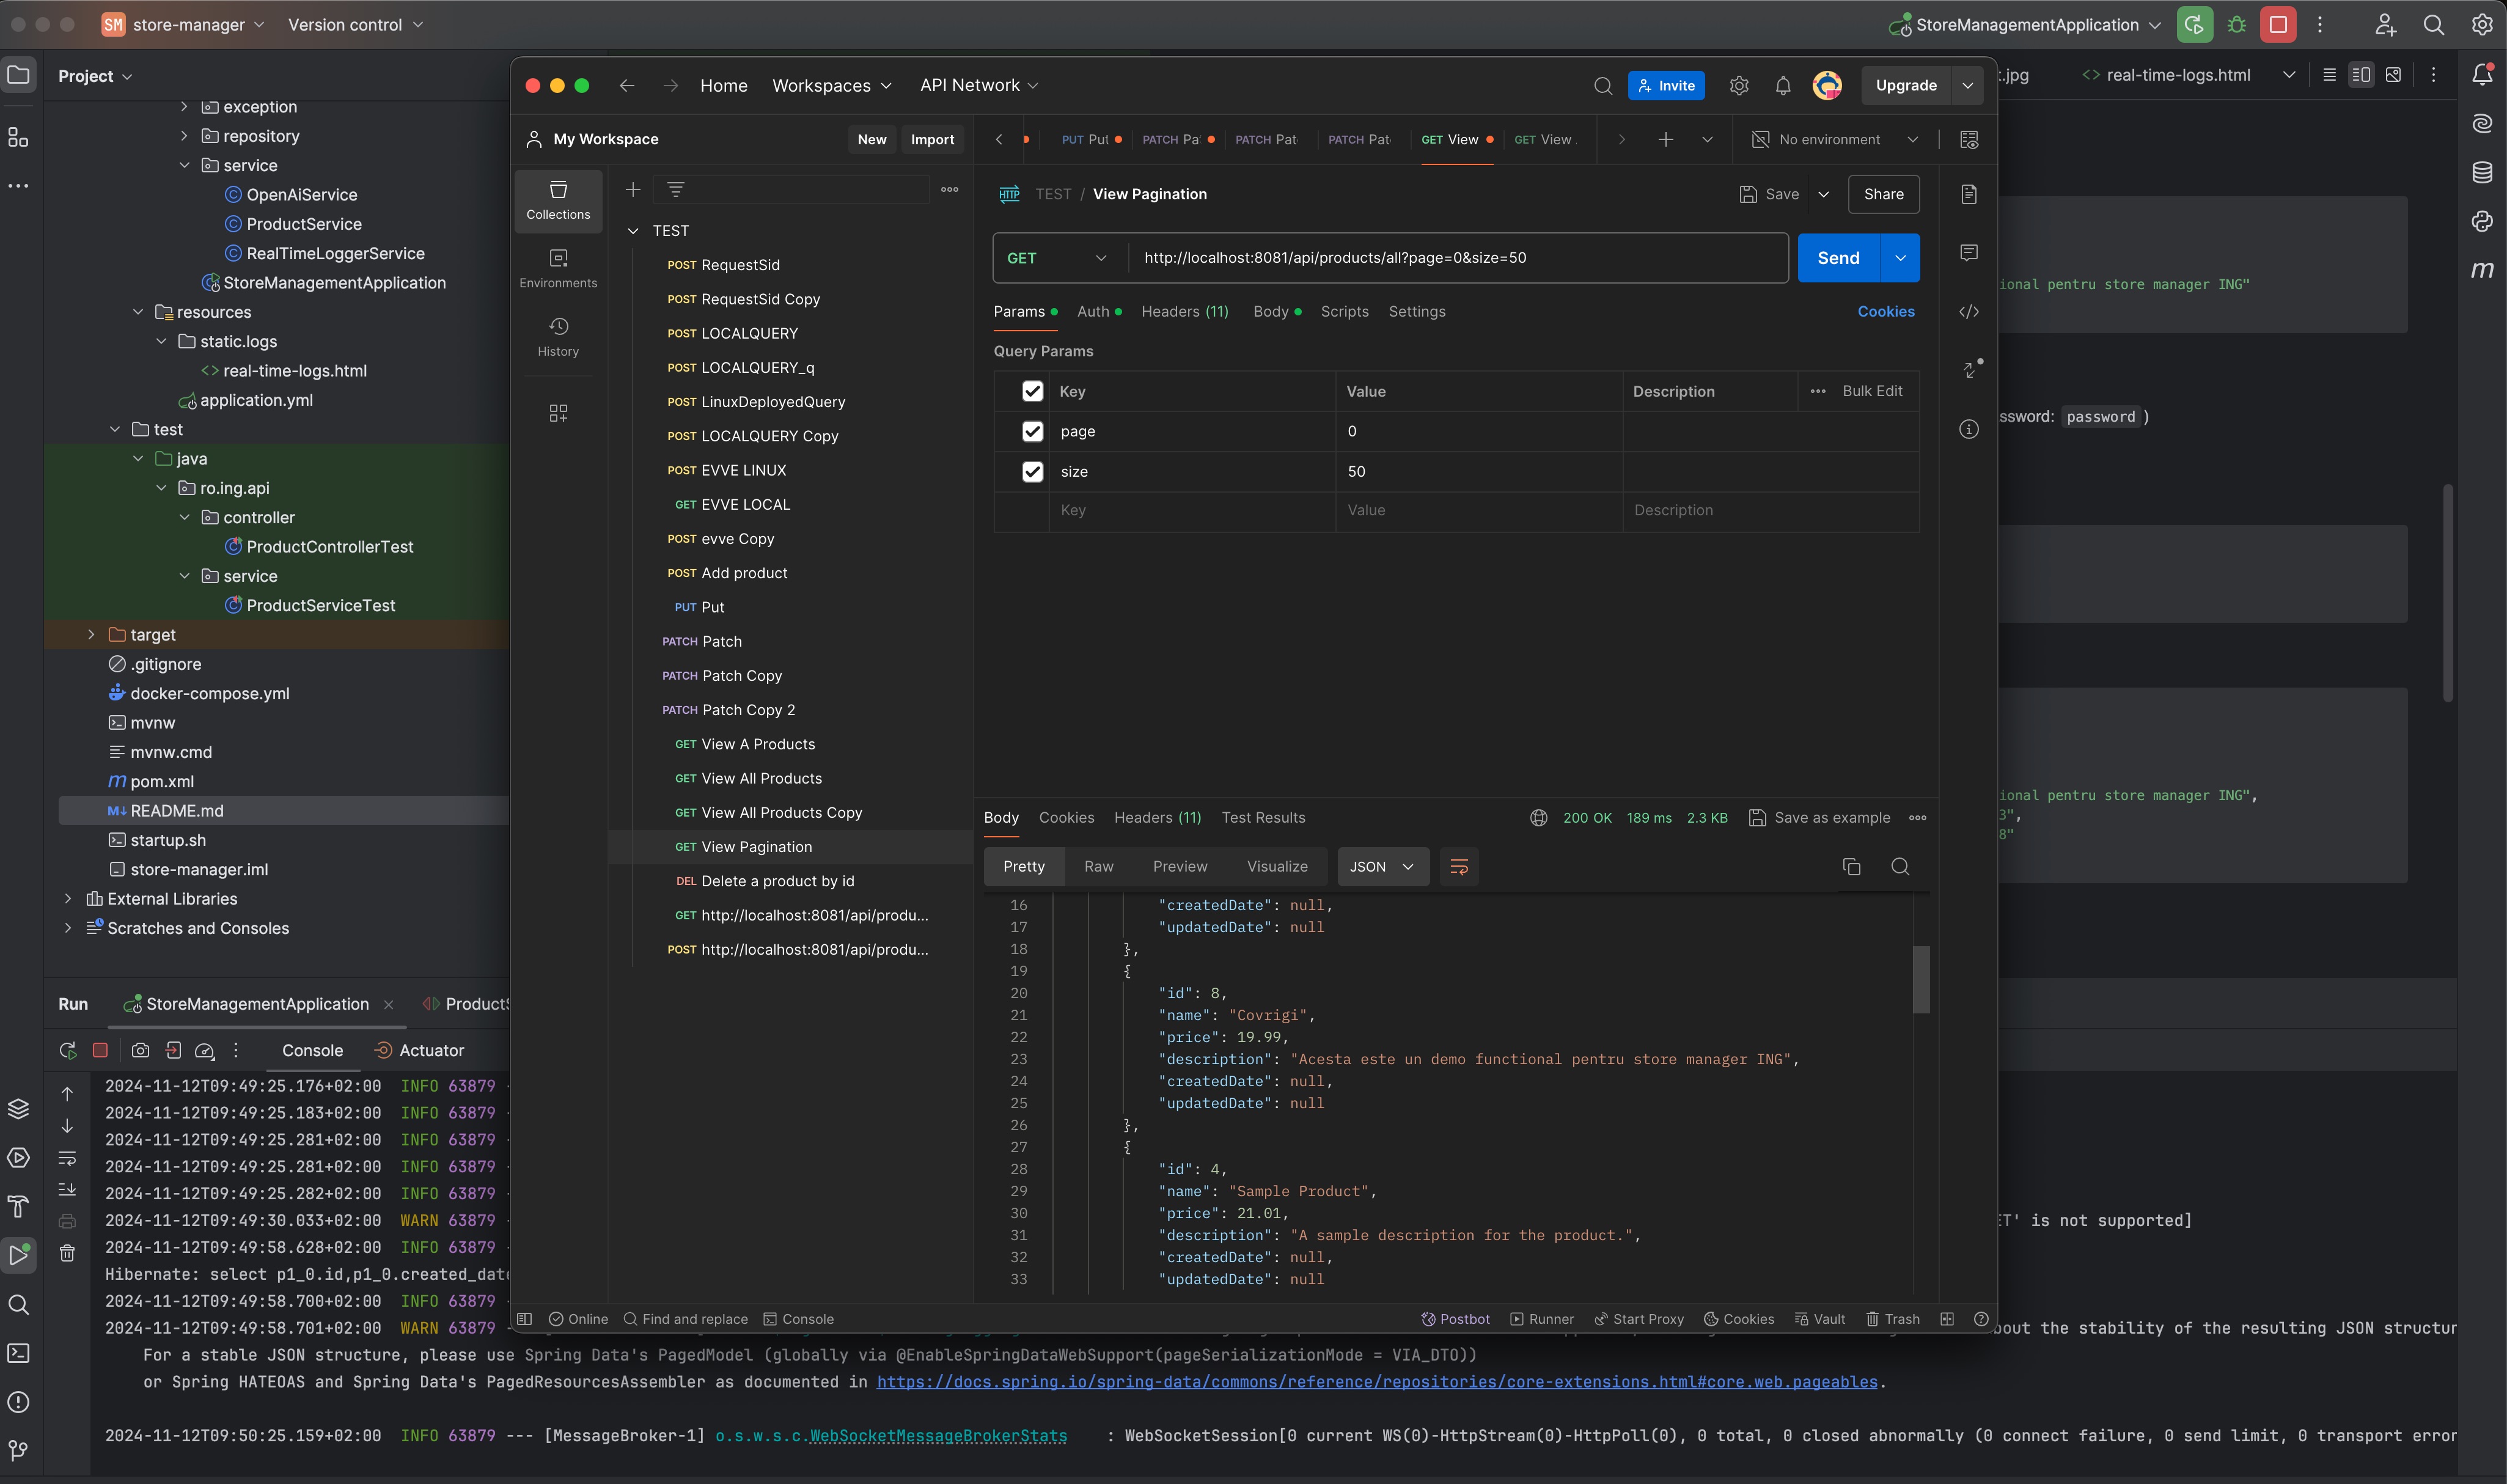 SM store-manager Version control StoreManagementApplication
Project
exception
repository
service
OpenAiService
ProductService
RealTimeLoggerService
StoreManagementApplication
resources
static.logs
real-time-logs.html
application.yml
test
java
ro.ing.api
controller
ProductControllerTest
service
ProductServiceTest
target
.gitignore
docker-compose.yml
mvnw
mvnw.cmd
pom.xml
README.md
startup.sh
store-manager.iml
External Libraries
Scratches and Consoles
Home Workspaces API Network Invite Upgrade
My Workspace New Import
PUT Put PATCH Pa PATCH Pat PATCH Pat GET View GET View No environment
Collections
Environments
History
TEST
POST RequestSid
POST RequestSid Copy
POST LOCALQUERY
POST LOCALQUERY_q
POST LinuxDeployedQuery
POST LOCALQUERY Copy
POST EVVE LINUX
GET EVVE LOCAL
POST evve Copy
POST Add product
PUT Put
PATCH Patch
PATCH Patch Copy
PATCH Patch Copy 2
GET View A Products
GET View All Products
GET View All Products Copy
GET View Pagination
DEL Delete a product by id
GET http://localhost:8081/api/produ...
POST http://localhost:8081/api/produ...
HTTP TEST / View Pagination Save Share
GET http://localhost:8081/api/products/all?page=0&size=50 Send
Params Auth Headers (11) Body Scripts Settings Cookies
Query Params
Key Value Description Bulk Edit
page 0
size 50
Key Value Description
Body Cookies Headers (11) Test Results 200 OK 189 ms 2.3 KB Save as example
Pretty Raw Preview Visualize JSON
16 "createdDate": null,
17 "updatedDate": null
18 },
19 {
20 "id": 8,
21 "name": "Covrigi",
22 "price": 19.99,
23 "description": "Acesta este un demo functional pentru store manager ING",
24 "createdDate": null,
25 "updatedDate": null
26 },
27 {
28 "id": 4,
29 "name": "Sample Product",
30 "price": 21.01,
31 "description": "A sample description for the product.",
32 "createdDate": null,
33 "updatedDate": null
Online Find and replace Console Postbot Runner Start Proxy Cookies Vault Trash
.jpg real-time-logs.html
ional pentru store manager ING"
ssword: password )
ional pentru store manager ING",
3",
8"
Run StoreManagementApplication ProductS
Console Actuator
2024-11-12T09:49:25.176+02:00 INFO 63879 -
2024-11-12T09:49:25.183+02:00 INFO 63879 -
2024-11-12T09:49:25.281+02:00 INFO 63879 -
2024-11-12T09:49:25.281+02:00 INFO 63879 -
2024-11-12T09:49:25.282+02:00 INFO 63879 -
2024-11-12T09:49:30.033+02:00 WARN 63879 - ET' is not supported]
2024-11-12T09:49:58.628+02:00 INFO 63879 -
Hibernate: select p1_0.id,p1_0.created_date
2024-11-12T09:49:58.700+02:00 INFO 63879 -
2024-11-12T09:49:58.701+02:00 WARN 63879 - bout the stability of the resulting JSON structur
For a stable JSON structure, please use Spring Data's PagedModel (globally via @EnableSpringDataWebSupport(pageSerializationMode = VIA_DTO))
or Spring HATEOAS and Spring Data's PagedResourcesAssembler as documented in https://docs.spring.io/spring-data/commons/reference/repositories/core-extensions.html#core.web.pageables.
2024-11-12T09:50:25.159+02:00 INFO 63879 --- [MessageBroker-1] o.s.w.s.c.WebSocketMessageBrokerStats : WebSocketSession[0 current WS(0)-HttpStream(0)-HttpPoll(0), 0 total, 0 closed abnormally (0 connect failure, 0 send limit, 0 transport error